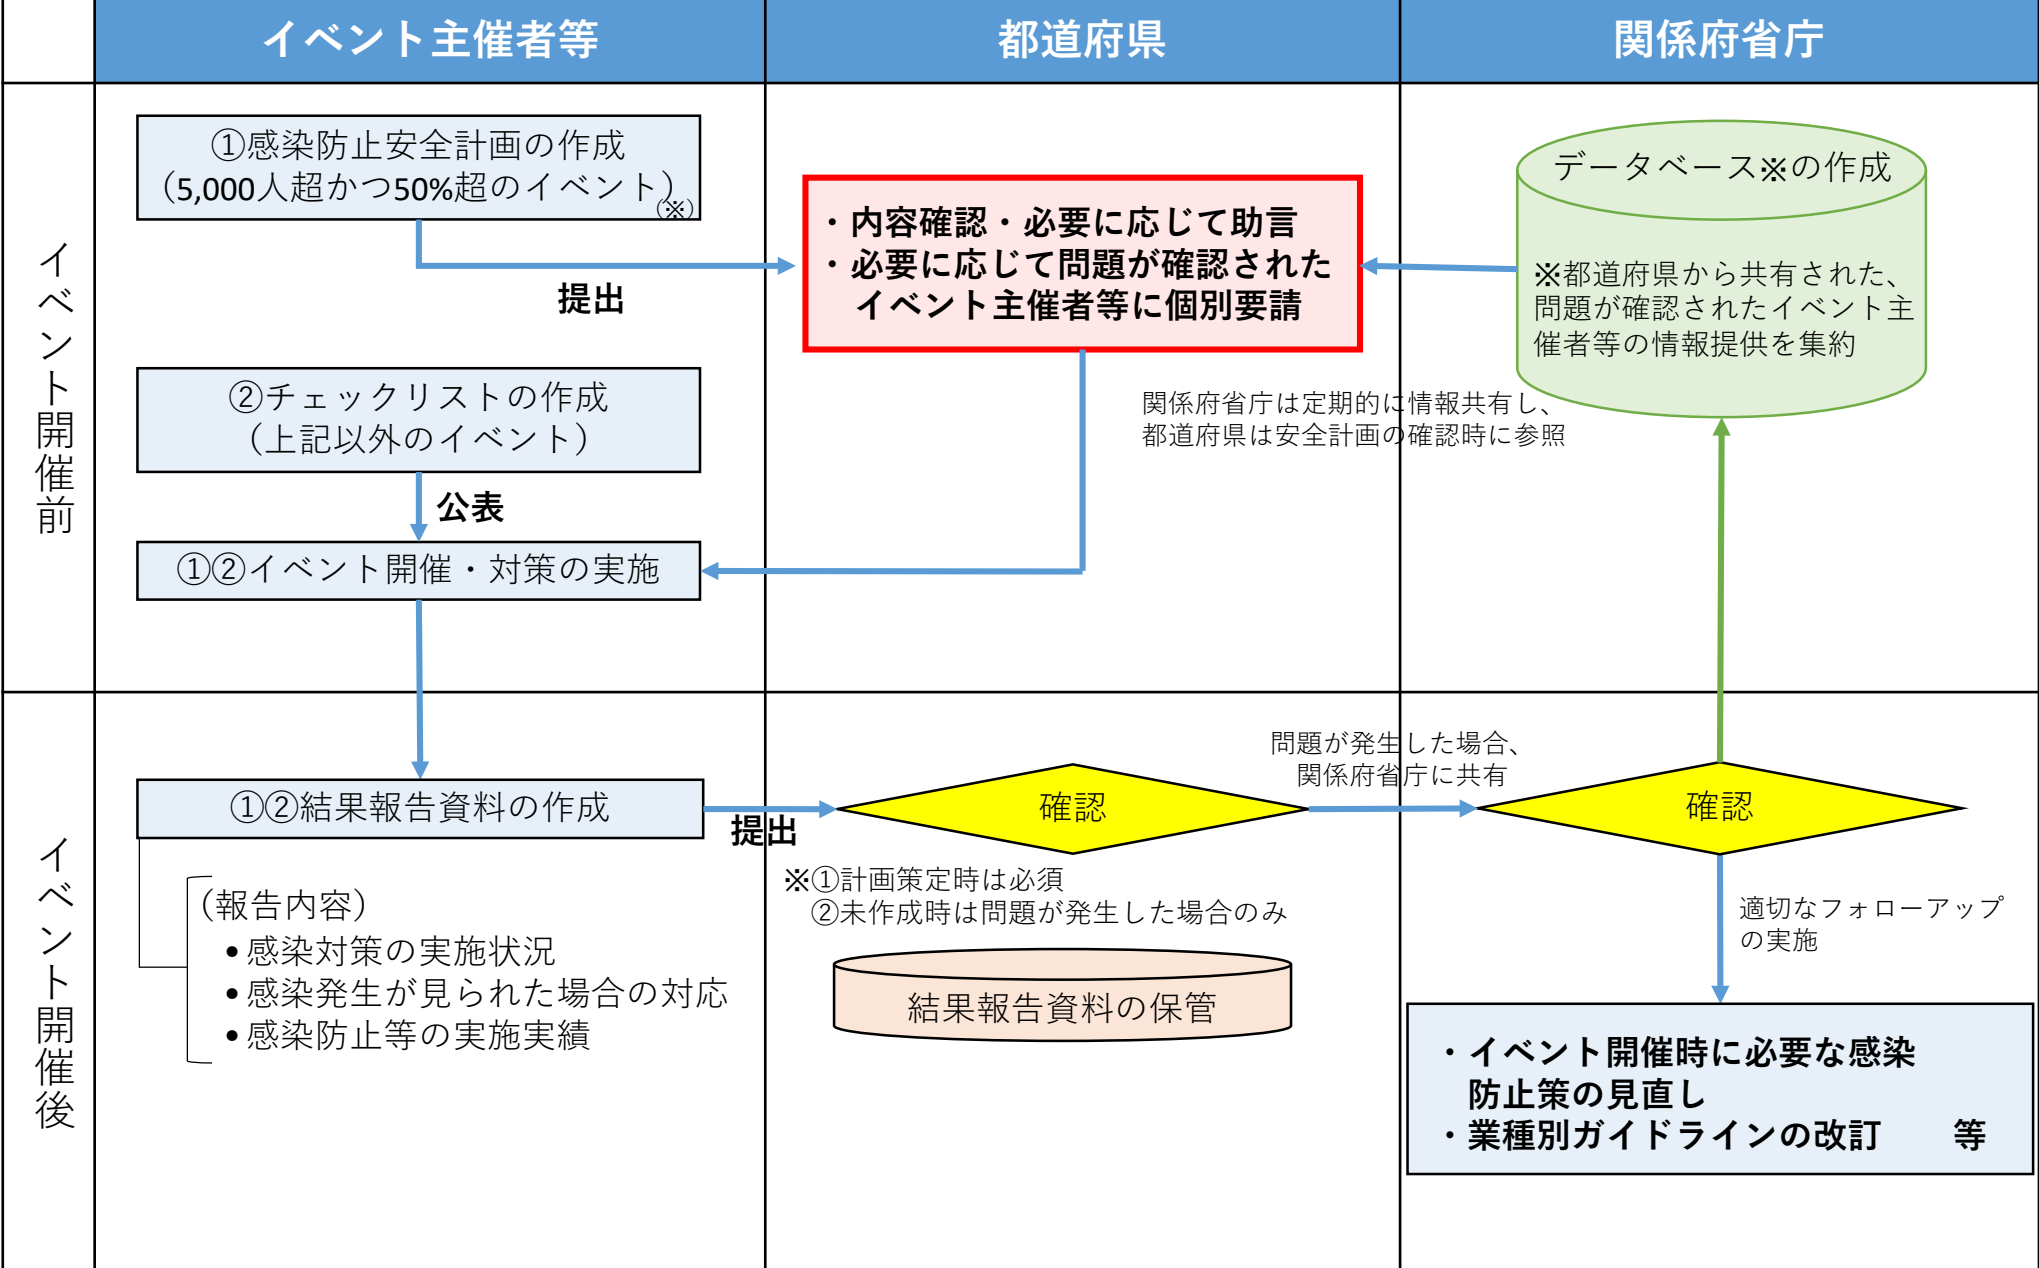 イベント主催者等
都道府県
関係府省庁
イベント開催前
①感染防止安全計画の作成
（5,000人超かつ50%超のイベント）
(※)
提出
②チェックリストの作成
（上記以外のイベント）
公表
①②イベント開催・対策の実施
・内容確認・必要に応じて助言
・必要に応じて問題が確認された
イベント主催者等に個別要請
データベース※の作成
※都道府県から共有された、
問題が確認されたイベント主
催者等の情報提供を集約
関係府省庁は定期的に情報共有し、
都道府県は安全計画の確認時に参照
イベント開催後
①②結果報告資料の作成
提出
（報告内容）
•感染対策の実施状況
•感染発生が見られた場合の対応
•感染防止等の実施実績
確認
※①計画策定時は必須
②未作成時は問題が発生した場合のみ
結果報告資料の保管
問題が発生した場合、
関係府省庁に共有
確認
適切なフォローアップ
の実施
・イベント開催時に必要な感染
防止策の見直し
・業種別ガイドラインの改訂　　等